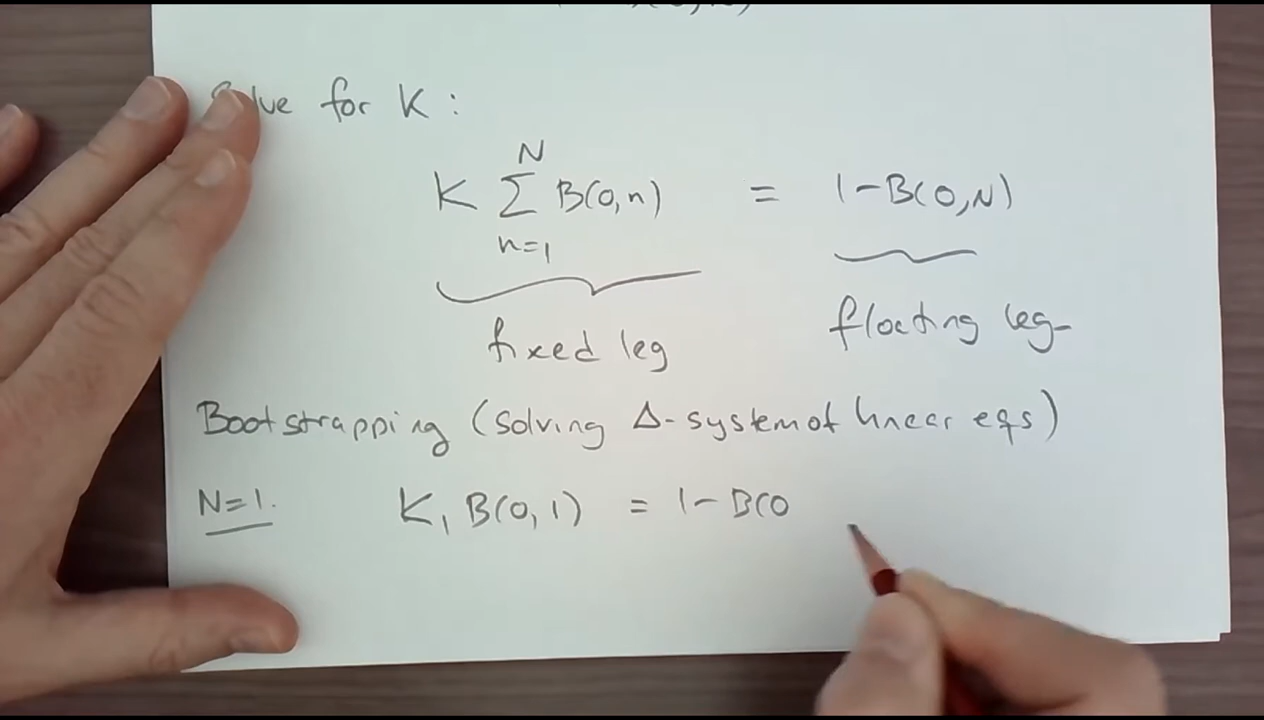 Solve for K :
N
K Σ B(0,n) = 1-B(0,N)
n=1
fixed leg floating leg-
Bootstrapping (solving Δ-system of linear eqs)
N=1. K₁ B(0,1) = 1-B(0